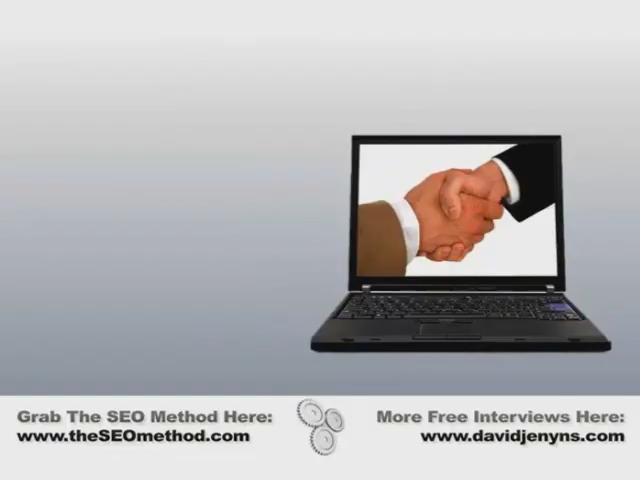 Grab The SEO Method Here:
www.theSEOmethod.com
More Free Interviews Here:
www.davidjenyns.com